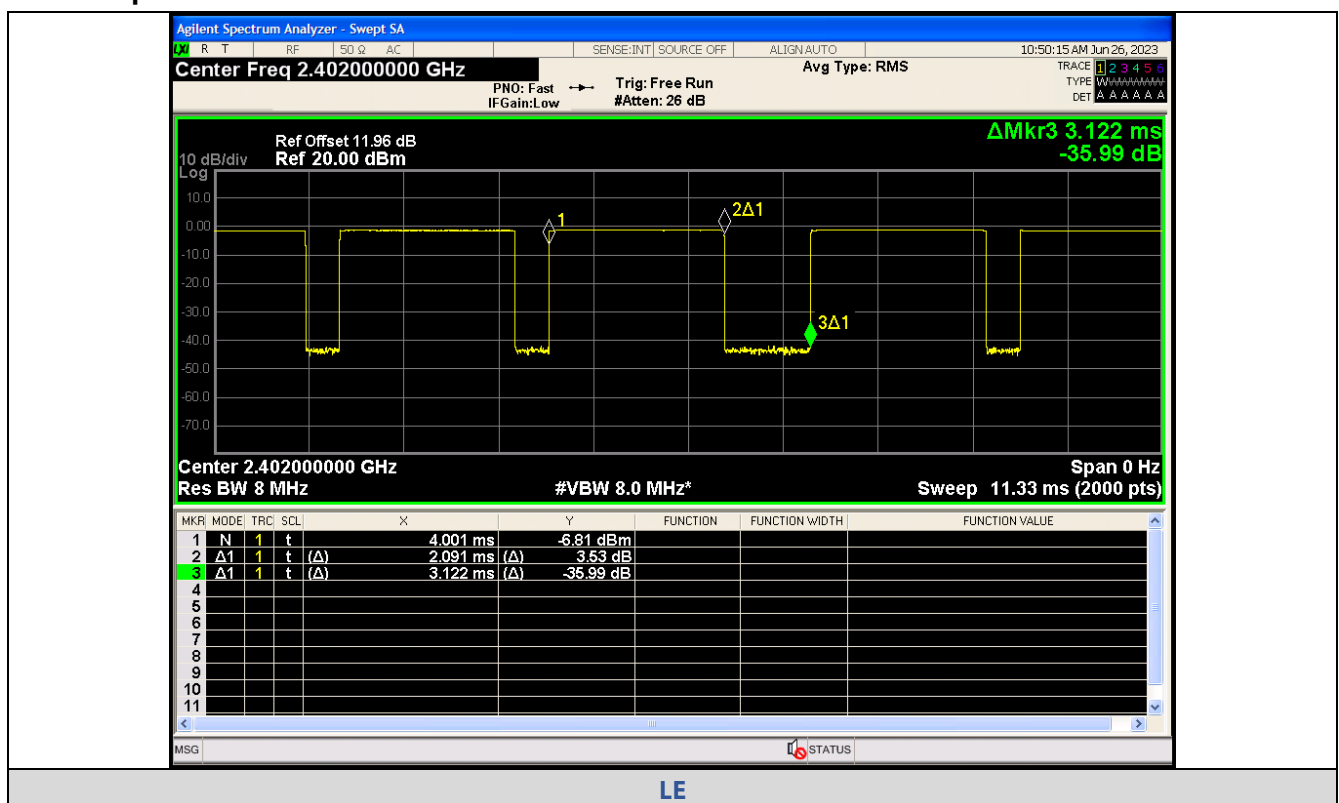 Agilent Spectrum Analyzer - Swept SA
LXI R T RF 50 Ω AC SENSE:INT SOURCE OFF ALIGN AUTO 10:50:15 AM Jun 26, 2023
Center Freq 2.402000000 GHz Avg Type: RMS TRACE 1 2 3 4 5 6
PNO: Fast Trig: Free Run TYPE WWWWWW
IFGain:Low #Atten: 26 dB DET A A A A A A
ΔMkr3 3.122 ms
-35.99 dB
Ref Offset 11.96 dB
10 dB/div Ref 20.00 dBm
Log
10.0
0.00
-10.0
-20.0
-30.0
-40.0
-50.0
-60.0
-70.0
1
2Δ1
3Δ1
Center 2.402000000 GHz Span 0 Hz
Res BW 8 MHz #VBW 8.0 MHz* Sweep 11.33 ms (2000 pts)
MKR MODE TRC SCL X Y FUNCTION FUNCTION WIDTH FUNCTION VALUE
1 N 1 t 4.001 ms -6.81 dBm
2 Δ1 1 t (Δ) 2.091 ms (Δ) 3.53 dB
3 Δ1 1 t (Δ) 3.122 ms (Δ) -35.99 dB
4
5
6
7
8
9
10
11
MSG STATUS
LE